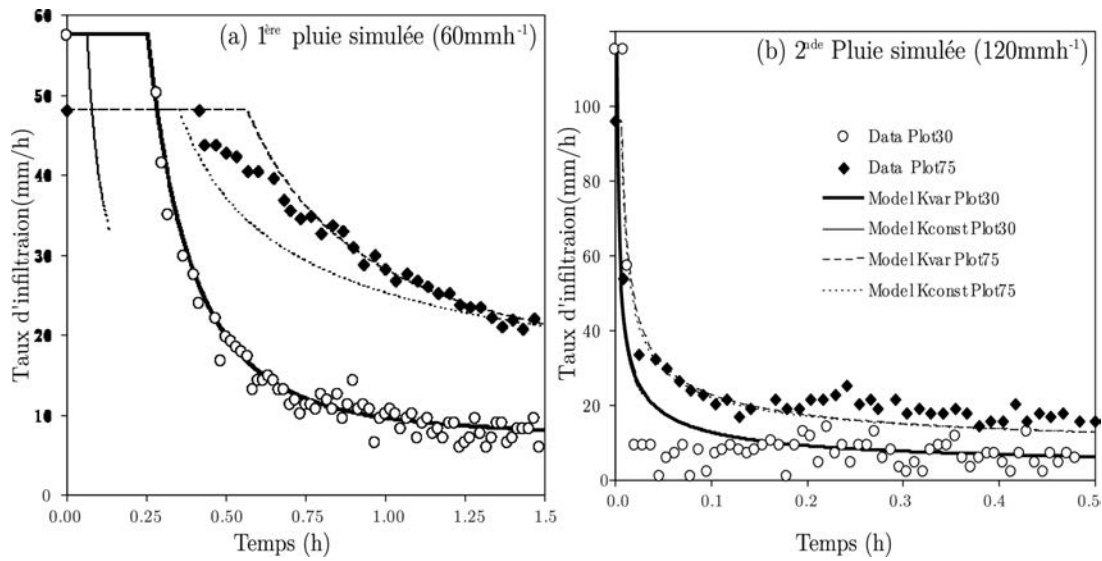 (a) 1ère pluie simulée (60mmh-1)
Taux d'infiltraion(mm/h)
60
50
40
30
20
10
0
0.00 0.25 0.50 0.75 1.00 1.25 1.5
Temps (h)
(b) 2nde Pluie simulée (120mmh-1)
Taux d'infiltraion(mm/h)
100
80
60
40
20
0
0.0 0.1 0.2 0.3 0.4 0.5
Temps (h)
Data Plot30
Data Plot75
Model Kvar Plot30
Model Kconst Plot30
Model Kvar Plot75
Model Kconst Plot75